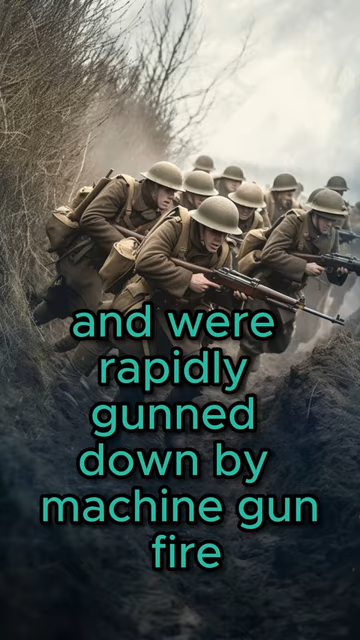 and were
rapidly
gunned
down by
machine gun
fire